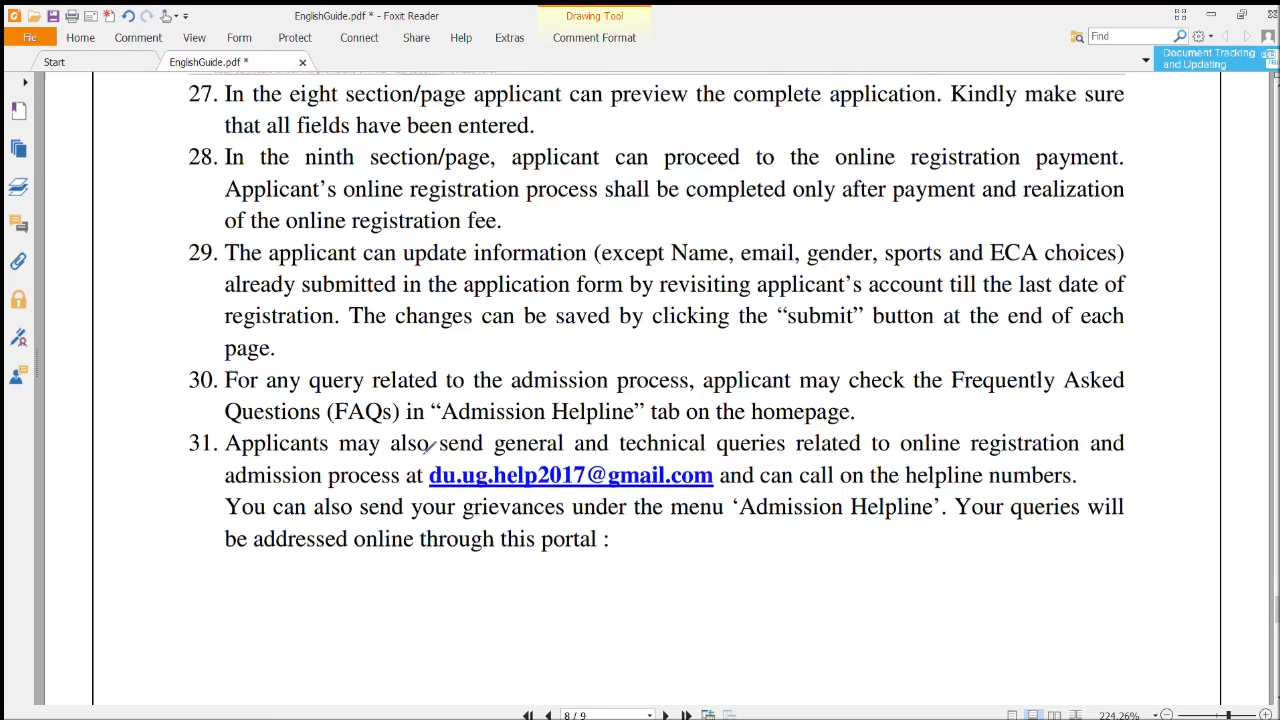 EnglishGuide.pdf * - Foxit Reader
Drawing Tool
File Home Comment View Form Protect Connect Share Help Extras Comment Format
Find
Start
EnglishGuide.pdf *
Document Tracking
and Updating
27. In the eight section/page applicant can preview the complete application. Kindly make sure
that all fields have been entered.
28. In the ninth section/page, applicant can proceed to the online registration payment.
Applicant’s online registration process shall be completed only after payment and realization
of the online registration fee.
29. The applicant can update information (except Name, email, gender, sports and ECA choices)
already submitted in the application form by revisiting applicant’s account till the last date of
registration. The changes can be saved by clicking the “submit” button at the end of each
page.
30. For any query related to the admission process, applicant may check the Frequently Asked
Questions (FAQs) in “Admission Helpline” tab on the homepage.
31. Applicants may also send general and technical queries related to online registration and
admission process at du.ug.help2017@gmail.com and can call on the helpline numbers.
You can also send your grievances under the menu ‘Admission Helpline’. Your queries will
be addressed online through this portal :
8 / 9
224.26%